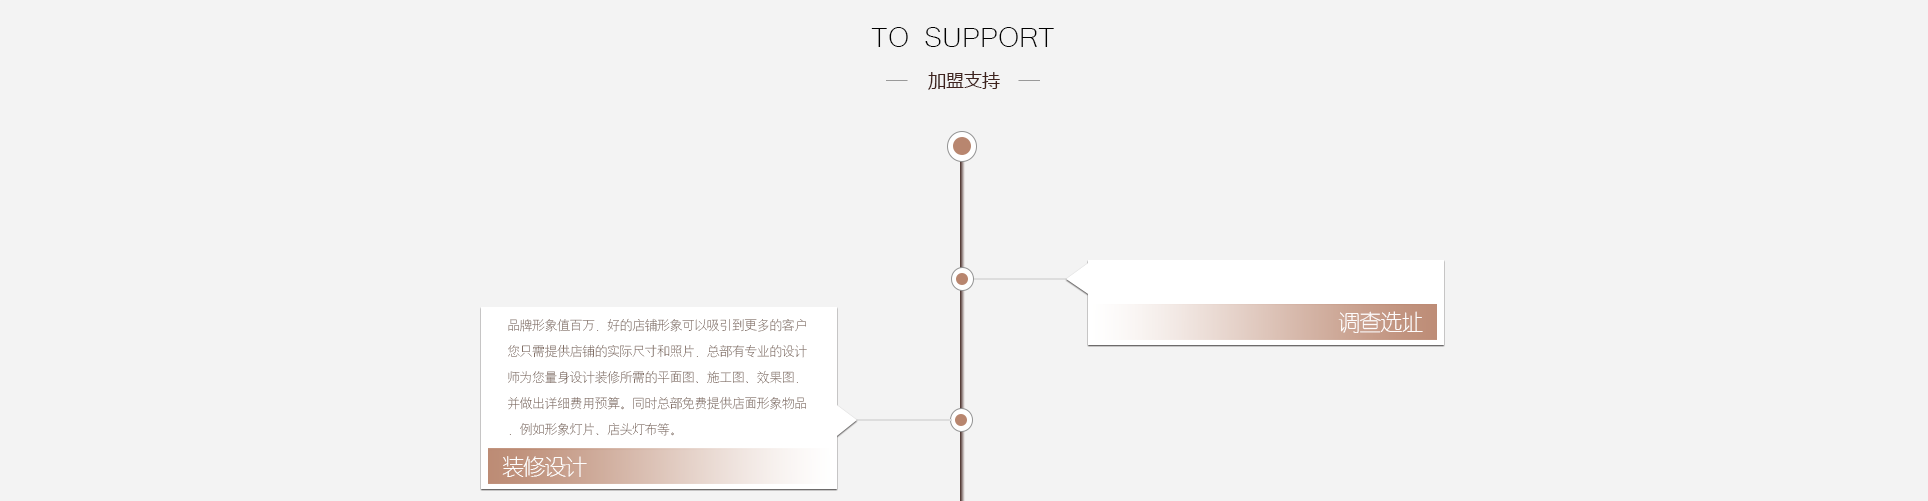 TO SUPPORT
加盟支持
调查选址
品牌形象值百万、好的店铺形象可以吸引到更多的客户
您只需提供店铺的实际尺寸和照片、总部有专业的设计
师为您量身设计装修所需的平面图、施工图、效果图、
并做出详细费用预算。同时总部免费提供店面形象物品
、例如形象灯片、店头灯布等。
装修设计